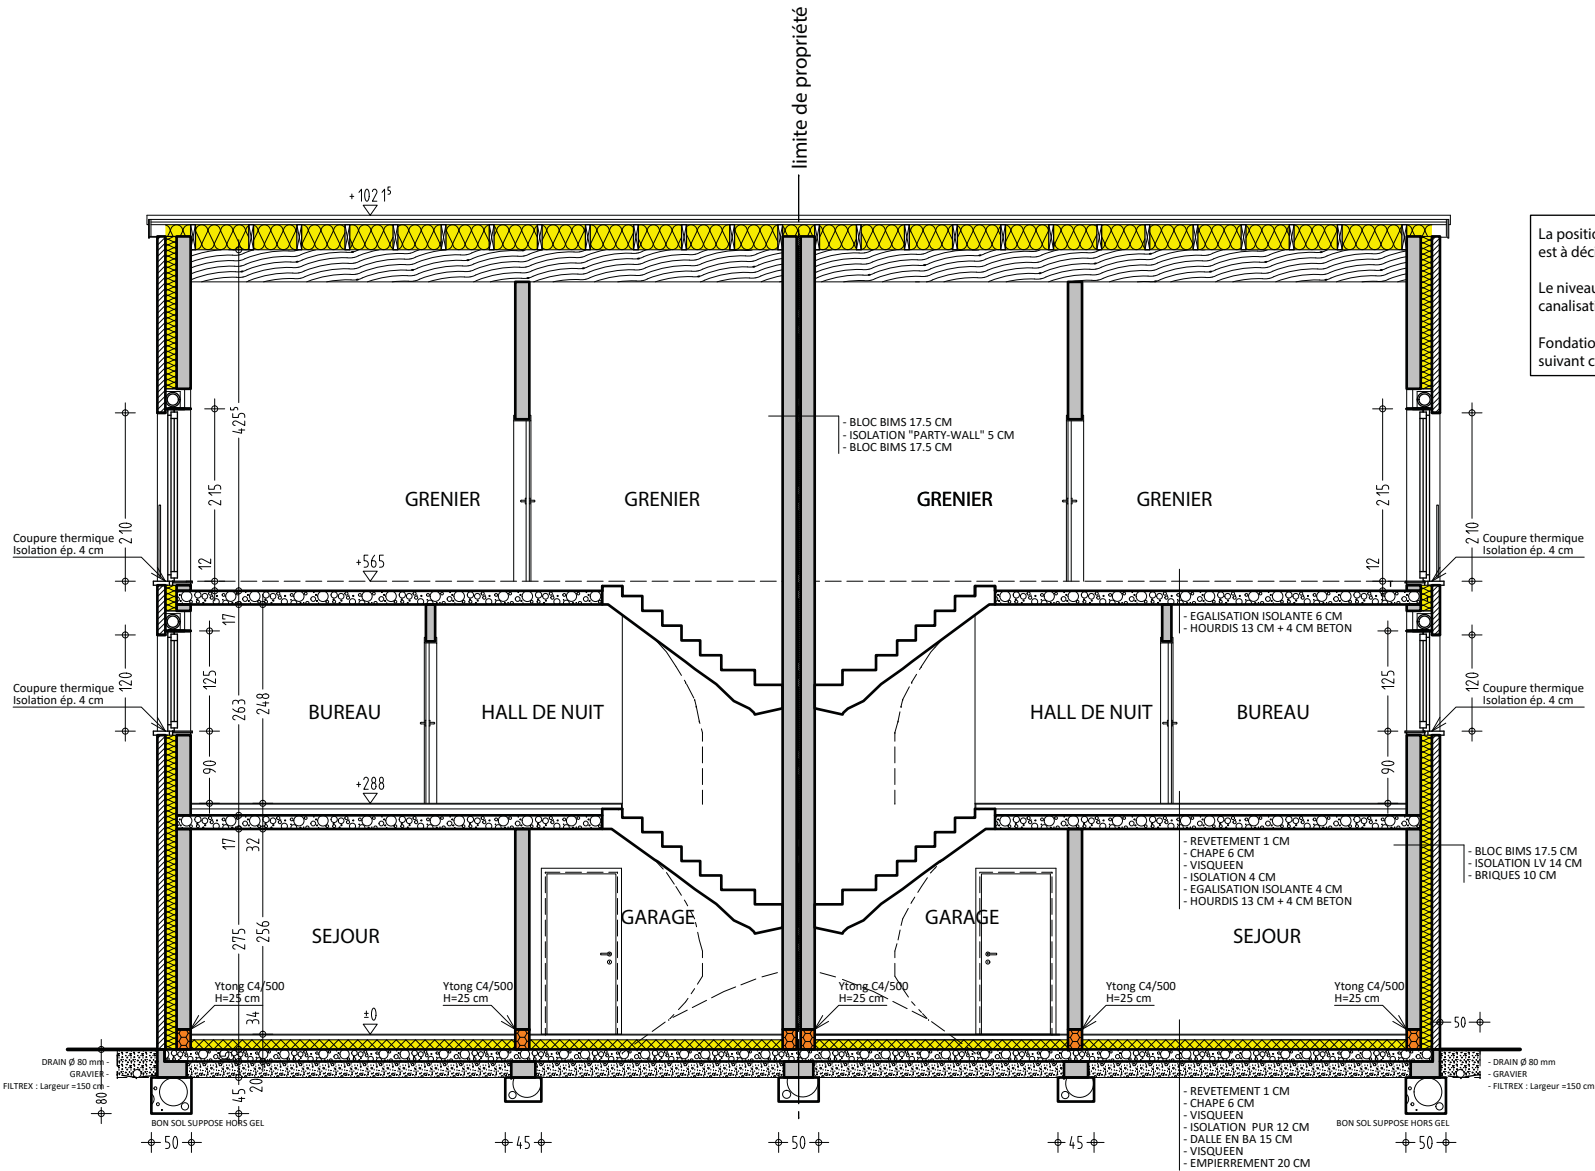 limite de propriété
+ 1021⁵
La positio
est à déc
Le niveau
canalisati
Fondatio
suivant c
425⁵
- BLOC BIMS 17.5 CM
- ISOLATION "PARTY-WALL" 5 CM
- BLOC BIMS 17.5 CM
GRENIER
GRENIER
GRENIER
GRENIER
210
215
12
215
12
210
Coupure thermique
Isolation ép. 4 cm
Coupure thermique
Isolation ép. 4 cm
+565
17
- EGALISATION ISOLANTE 6 CM
- HOURDIS 13 CM + 4 CM BETON
120
125
263
248
125
120
Coupure thermique
Isolation ép. 4 cm
Coupure thermique
Isolation ép. 4 cm
BUREAU
HALL DE NUIT
HALL DE NUIT
BUREAU
90
90
+288
17
32
- REVETEMENT 1 CM
- CHAPE 6 CM
- VISQUEEN
- ISOLATION 4 CM
- EGALISATION ISOLANTE 4 CM
- HOURDIS 13 CM + 4 CM BETON
- BLOC BIMS 17.5 CM
- ISOLATION LV 14 CM
- BRIQUES 10 CM
275
256
SEJOUR
GARAGE
GARAGE
SEJOUR
Ytong C4/500
H=25 cm
Ytong C4/500
H=25 cm
Ytong C4/500
H=25 cm
Ytong C4/500
H=25 cm
Ytong C4/500
H=25 cm
±0
34
50
DRAIN Ø 80 mm -
GRAVIER -
FILTREX : Largeur =150 cm -
- DRAIN Ø 80 mm
- GRAVIER
- FILTREX : Largeur =150 cm
80
45
20
BON SOL SUPPOSE HORS GEL
BON SOL SUPPOSE HORS GEL
- REVETEMENT 1 CM
- CHAPE 6 CM
- VISQUEEN
- ISOLATION PUR 12 CM
- DALLE EN BA 15 CM
- VISQUEEN
- EMPIERREMENT 20 CM
50
45
50
45
50